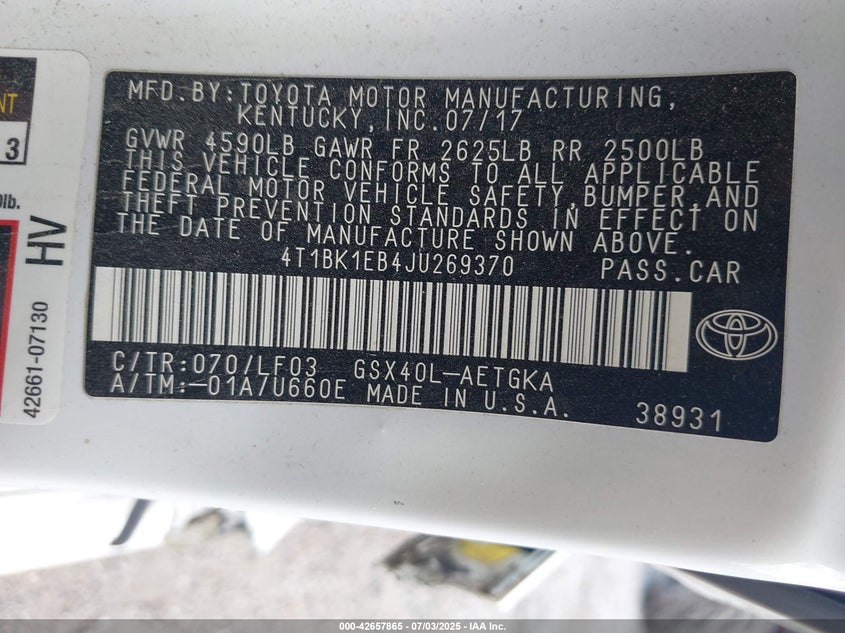 NT
3
0lb.
HV
42661-07130
MFD.BY:TOYOTA MOTOR MANUFACTURING,
KENTUCKY,INC.07/17
GVWR 4590LB GAWR FR 2625LB RR 2500LB
THIS VEHICLE CONFORMS TO ALL APPLICABLE
FEDERAL MOTOR VEHICLE SAFETY,BUMPER,AND
THEFT PREVENTION STANDARDS IN EFFECT ON
THE DATE OF MANUFACTURE SHOWN ABOVE.
4T1BK1EB4JU269370 PASS.CAR
C/TR:070/LF03 GSX40L-AETGKA
A/TM:-01A/U660E MADE IN U.S.A.
38931
000-42657865 - 07/03/2025 - IAA Inc.